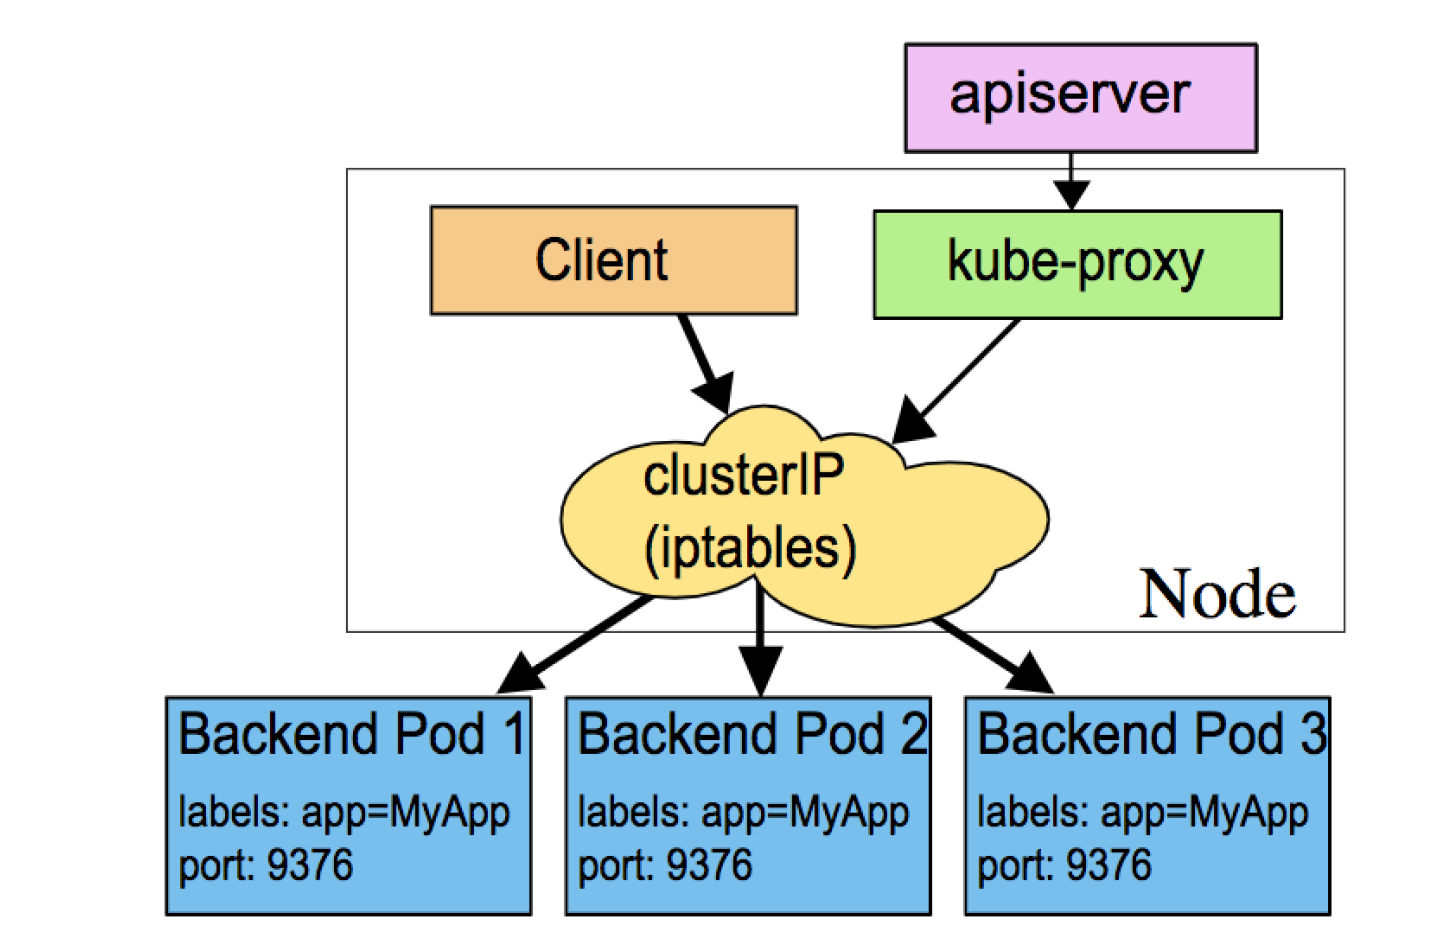 apiserver
Client
kube-proxy
clusterIP
(iptables)
Node
Backend Pod 1
labels: app=MyApp
port: 9376
Backend Pod 2
labels: app=MyApp
port: 9376
Backend Pod 3
labels: app=MyApp
port: 9376